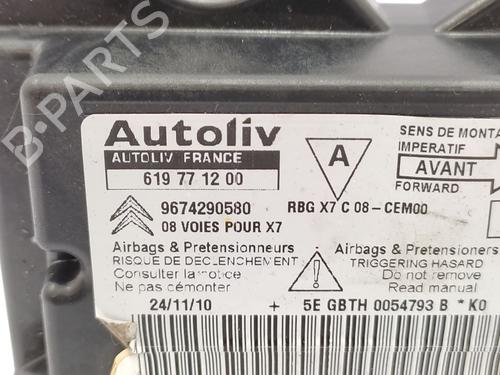 B-PARTS
Autoliv
AUTOLIV FRANCE
619 77 12 00
A
SENS DE MONTA
IMPERATIF
AVANT
FORWARD
9674290580
08 VOIES POUR X7
RBG X7 C 08-CEM00
Airbags & Pretensionneurs
RISQUE DE DECLENCHEMENT
Consulter la notice
Ne pas démonter
Airbags & Pretensioners
TRIGGERING HASARD
Do not remove
Read manual
24/11/10 + 5E GBTH 0054793 B * K0